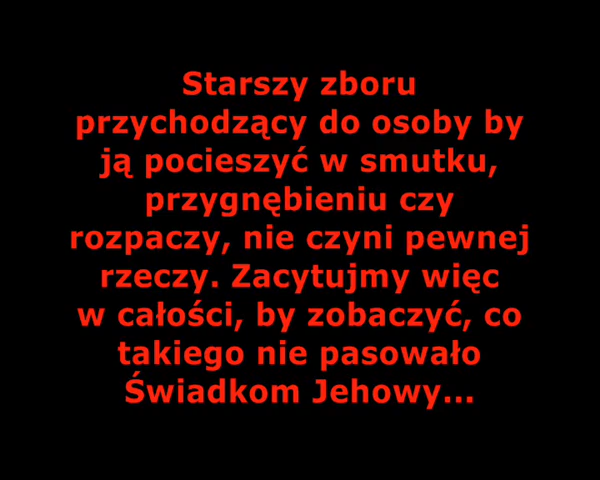 Starszy zboru
przychodzący do osoby by
ją pocieszyć w smutku,
przygnębieniu czy
rozpaczy, nie czyni pewnej
rzeczy. Zacytujmy więc
w całości, by zobaczyć, co
takiego nie pasowało
Świadkom Jehowy...